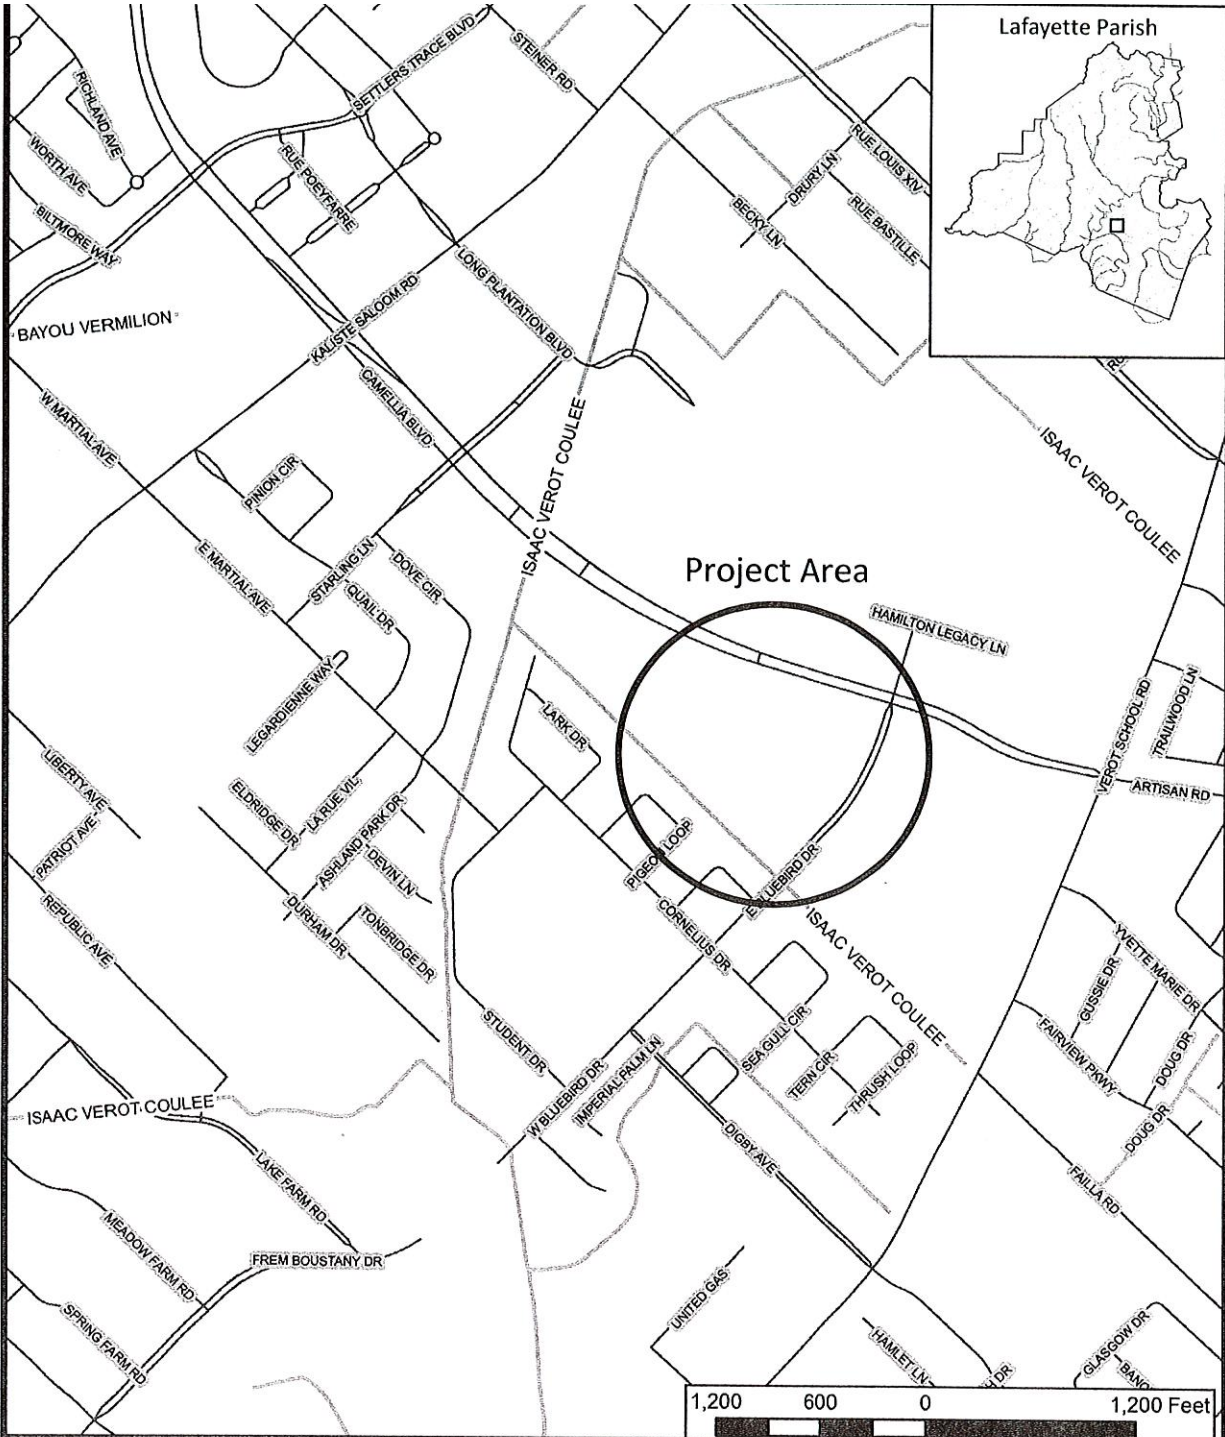 Lafayette Parish
SETTLERS TRACE BLVD
STEINER RD
RICHLAND AVE
WORTH AVE
RUE POEYFARRE
BILTMORE WAY
RUE LOUIS XIV
DRURY LN
BECKY LN
RUE BASTILLE
BAYOU VERMILION
KALISTE SALOOM RD
LONG PLANTATION BLVD
CAMELLIA BLVD
W MARTIAL AVE
ISAAC VEROT COULEE
ISAAC VEROT COULEE
PINION CIR
E MARTIAL AVE
STARLING LN
DOVE CIR
QUAIL DR
Project Area
HAMILTON LEGACY LN
LEGARDIENNE WAY
LARK DR
VEROT SCHOOL RD
TRAILWOOD LN
ARTISAN RD
LIBERTY AVE
PATRIOT AVE
ELDRIDGE DR
LA RUE VIL
ASHLAND PARK DR
DEVIN LN
PIGEON LOOP
E BLUEBIRD DR
REPUBLIC AVE
DURHAM DR
TONBRIDGE DR
CORNELIUS DR
ISAAC VEROT COULEE
YVETTE MARIE DR
GUSSIE DR
STUDENT DR
SEA GULL CIR
FAIRVIEW PKWY
DOUG DR
W BLUEBIRD DR
IMPERIAL PALM LN
TERN CIR
THRUSH LOOP
ISAAC VEROT COULEE
DOUG DR
DIGBY AVE
FAILLA RD
LAKE FARM RD
MEADOW FARM RD
FREM BOUSTANY DR
UNITED GAS
SPRING FARM RD
HAMLET LN
GLASGOW DR
1,200 600 0 1,200 Feet